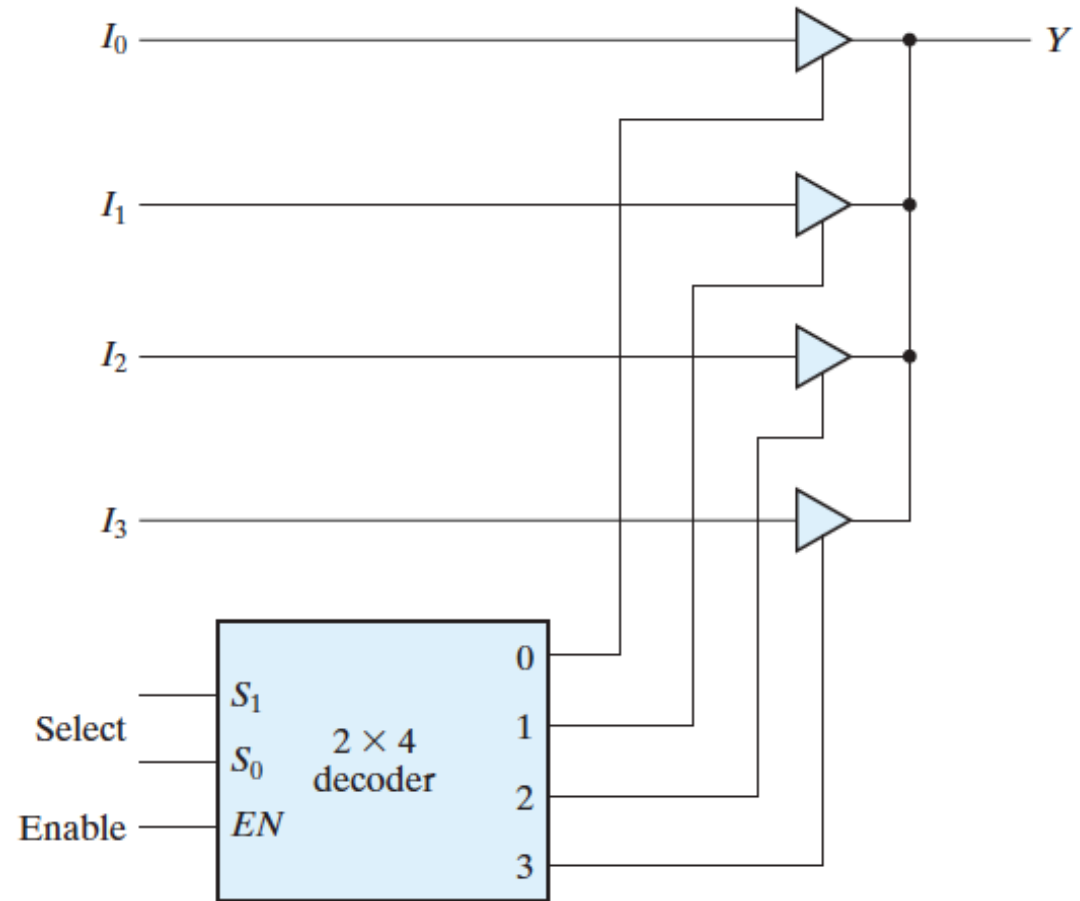 I₀
Y
I₁
I₂
I₃
0
S₁
Select
1
2 × 4
S₀
decoder
2
Enable
EN
3